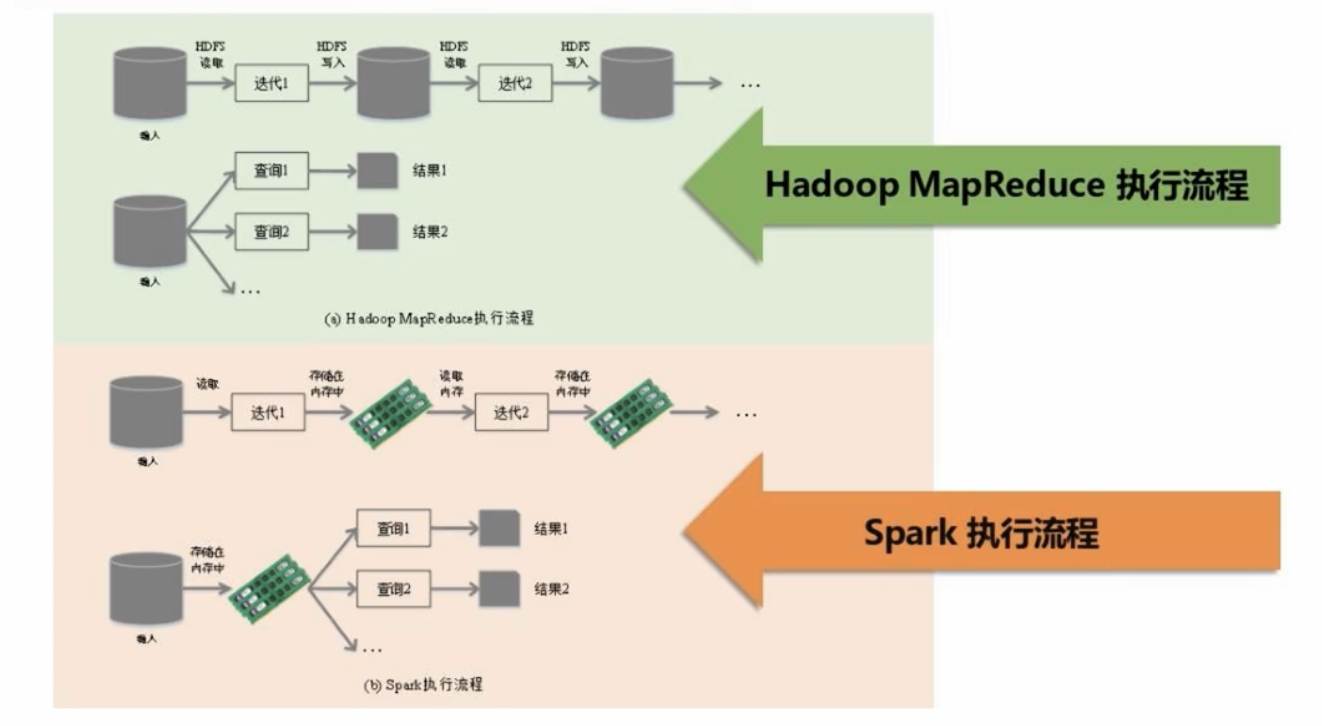 HDFS
读取
HDFS
写入
HDFS
读取
HDFS
写入
迭代1
迭代2
...
输入
查询1
结果1
查询2
结果2
输入
...
(a) Hadoop MapReduce执行流程
Hadoop MapReduce 执行流程
读取
存储在
内存中
读取
内存
存储在
内存中
迭代1
迭代2
...
输入
存储在
内存中
查询1
结果1
查询2
结果2
输入
...
(b) Spark执行流程
Spark 执行流程